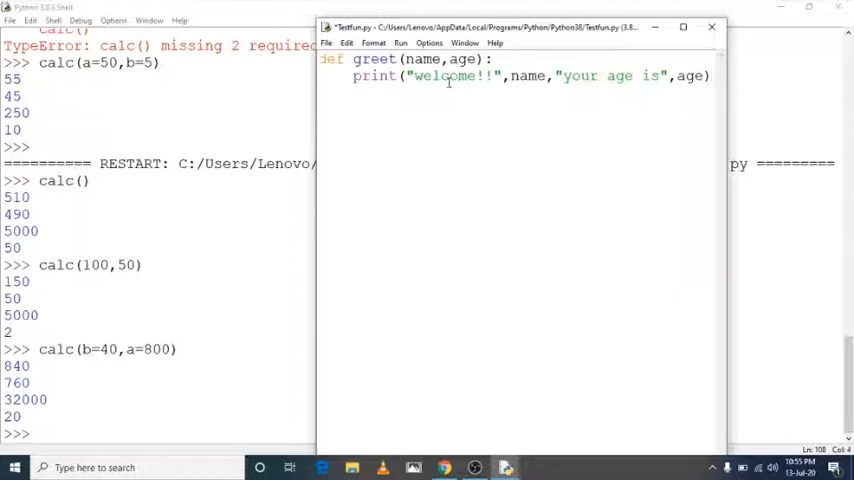 Python 3.8.3 Shell
File Edit Shell Debug Options Window Help
calc()
TypeError: calc() missing 2 required
>>> calc(a=50,b=5)
55
45
250
10
>>>
========== RESTART: C:/Users/Lenovo/
py =========
>>> calc()
510
490
5000
50
>>> calc(100,50)
150
50
5000
2
>>> calc(b=40,a=800)
840
760
32000
20
>>>
*Testfun.py - C:/Users/Lenovo/AppData/Local/Programs/Python/Python38/Testfun.py (3.8...
File Edit Format Run Options Window Help
def greet(name,age):
print("welcome!!",name,"your age is",age)
Ln: 108
Type here to search
10:55 PM
13-Jul-20